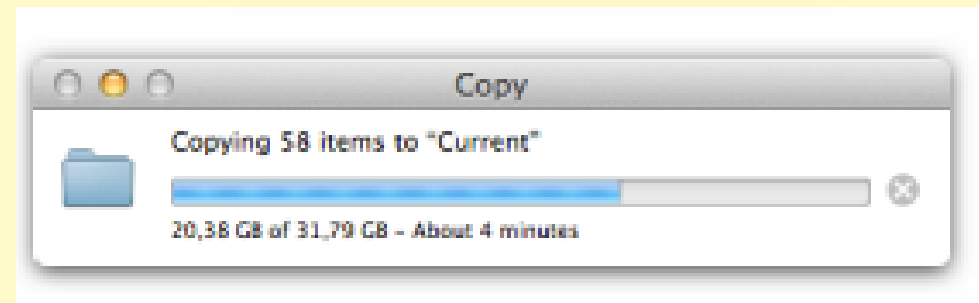 Copy
Copying 58 items to "Current"
20,38 GB of 31,79 GB – About 4 minutes